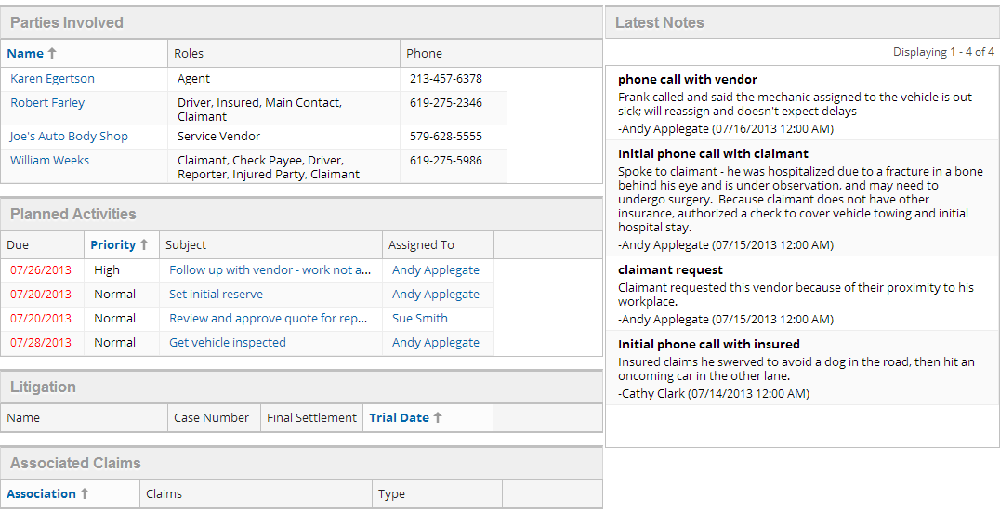 Parties Involved
Name Roles Phone
Karen Egertson Agent 213-457-6378
Robert Farley Driver, Insured, Main Contact, 619-275-2346
Claimant
Joe's Auto Body Shop Service Vendor 579-628-5555
William Weeks Claimant, Check Payee, Driver, 619-275-5986
Reporter, Injured Party, Claimant
Planned Activities
Due Priority Subject Assigned To
07/26/2013 High Follow up with vendor - work not a... Andy Applegate
07/20/2013 Normal Set initial reserve Andy Applegate
07/20/2013 Normal Review and approve quote for rep... Sue Smith
07/28/2013 Normal Get vehicle inspected Andy Applegate
Litigation
Name Case Number Final Settlement Trial Date
Associated Claims
Association Claims Type
Latest Notes
Displaying 1 - 4 of 4
phone call with vendor
Frank called and said the mechanic assigned to the vehicle is out
sick; will reassign and doesn't expect delays
-Andy Applegate (07/16/2013 12:00 AM)
Initial phone call with claimant
Spoke to claimant - he was hospitalized due to a fracture in a bone
behind his eye and is under observation, and may need to
undergo surgery. Because claimant does not have other
insurance, authorized a check to cover vehicle towing and initial
hospital stay.
-Andy Applegate (07/15/2013 12:00 AM)
claimant request
Claimant requested this vendor because of their proximity to his
workplace.
-Andy Applegate (07/15/2013 12:00 AM)
Initial phone call with insured
Insured claims he swerved to avoid a dog in the road, then hit an
oncoming car in the other lane.
-Cathy Clark (07/14/2013 12:00 AM)